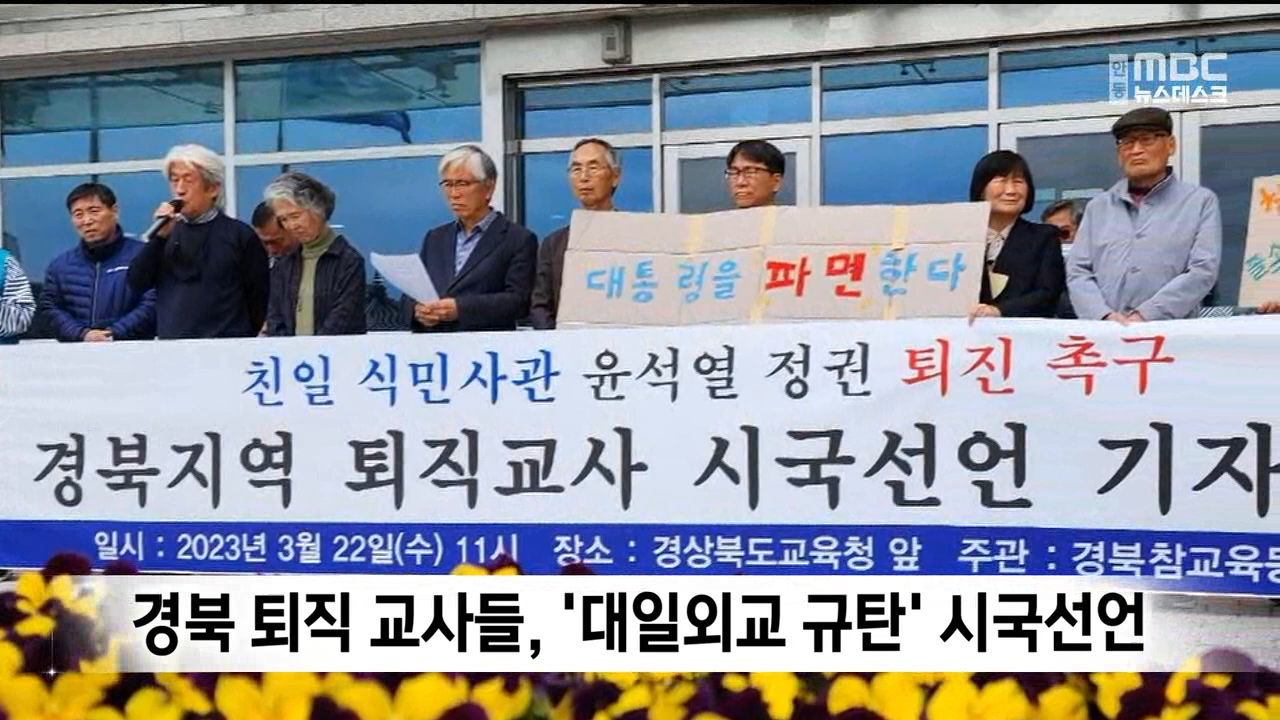 안동 MBC
뉴스데스크
대통령을 파면한다
친일 식민사관 윤석열 정권 퇴진 촉구
경북지역 퇴직교사 시국선언 기자
일시 : 2023년 3월 22일(수) 11시 장소 : 경상북도교육청 앞 주관 : 경북참교육동
경북 퇴직 교사들, '대일외교 규탄' 시국선언